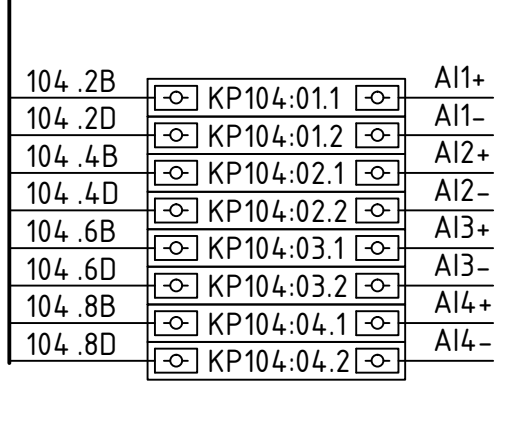 104 .2B KP104:01.1 AI1+
104 .2D KP104:01.2 AI1-
104 .4B KP104:02.1 AI2+
104 .4D KP104:02.2 AI2-
104 .6B KP104:03.1 AI3+
104 .6D KP104:03.2 AI3-
104 .8B KP104:04.1 AI4+
104 .8D KP104:04.2 AI4-